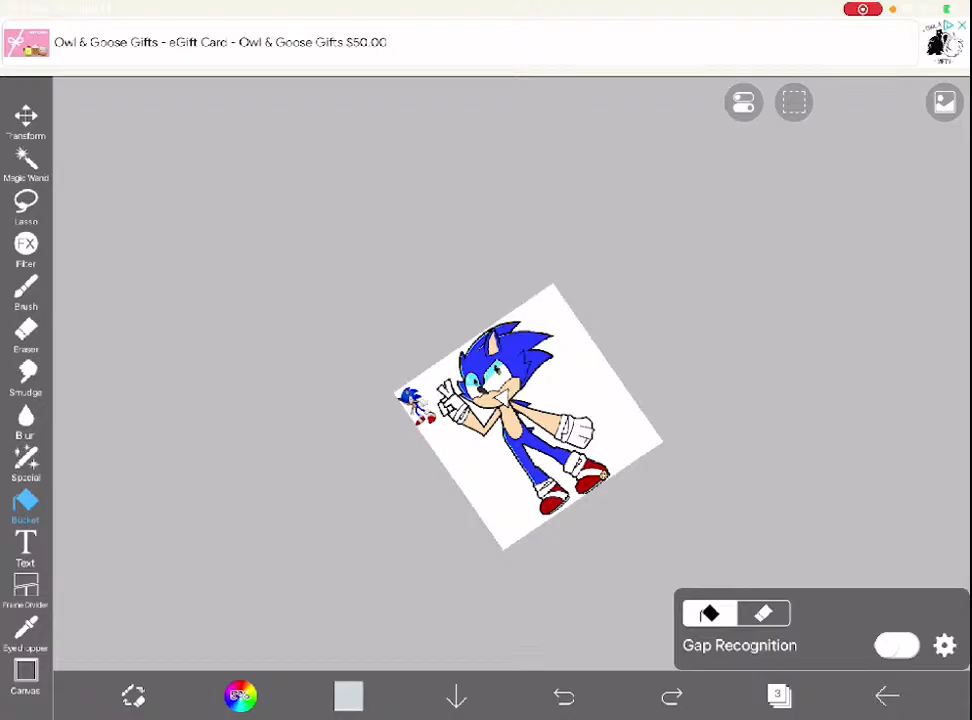 Owl & Goose Gifts - eGift Card - Owl & Goose Gifts $50.00
Transform
Magic Wand
Lasso
FX
Filter
Brush
Eraser
Smudge
Blur
Special
Bucket
T
Text
Frame Divider
Eyedropper
Canvas
Gap Recognition
3